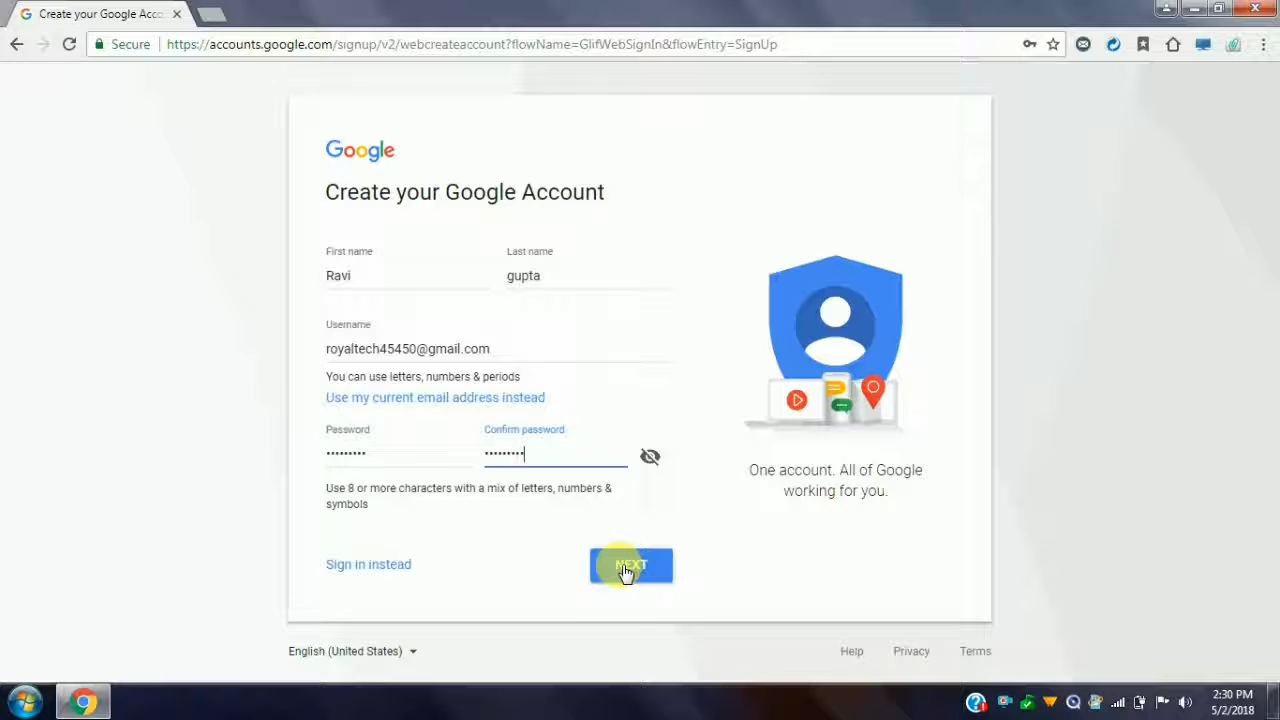 Create your Google Acco
Secure
https://accounts.google.com/signup/v2/webcreateaccount?flowName=GlifWebSignIn&flowEntry=SignUp
Google
Create your Google Account
First name
Last name
Ravi
gupta
Username
royaltech45450@gmail.com
You can use letters, numbers & periods
Use my current email address instead
Password
Confirm password
•••••••••
•••••••••
Use 8 or more characters with a mix of letters, numbers &
symbols
One account. All of Google
working for you.
Sign in instead
NEXT
English (United States)
Help
Privacy
Terms
2:30 PM
5/2/2018